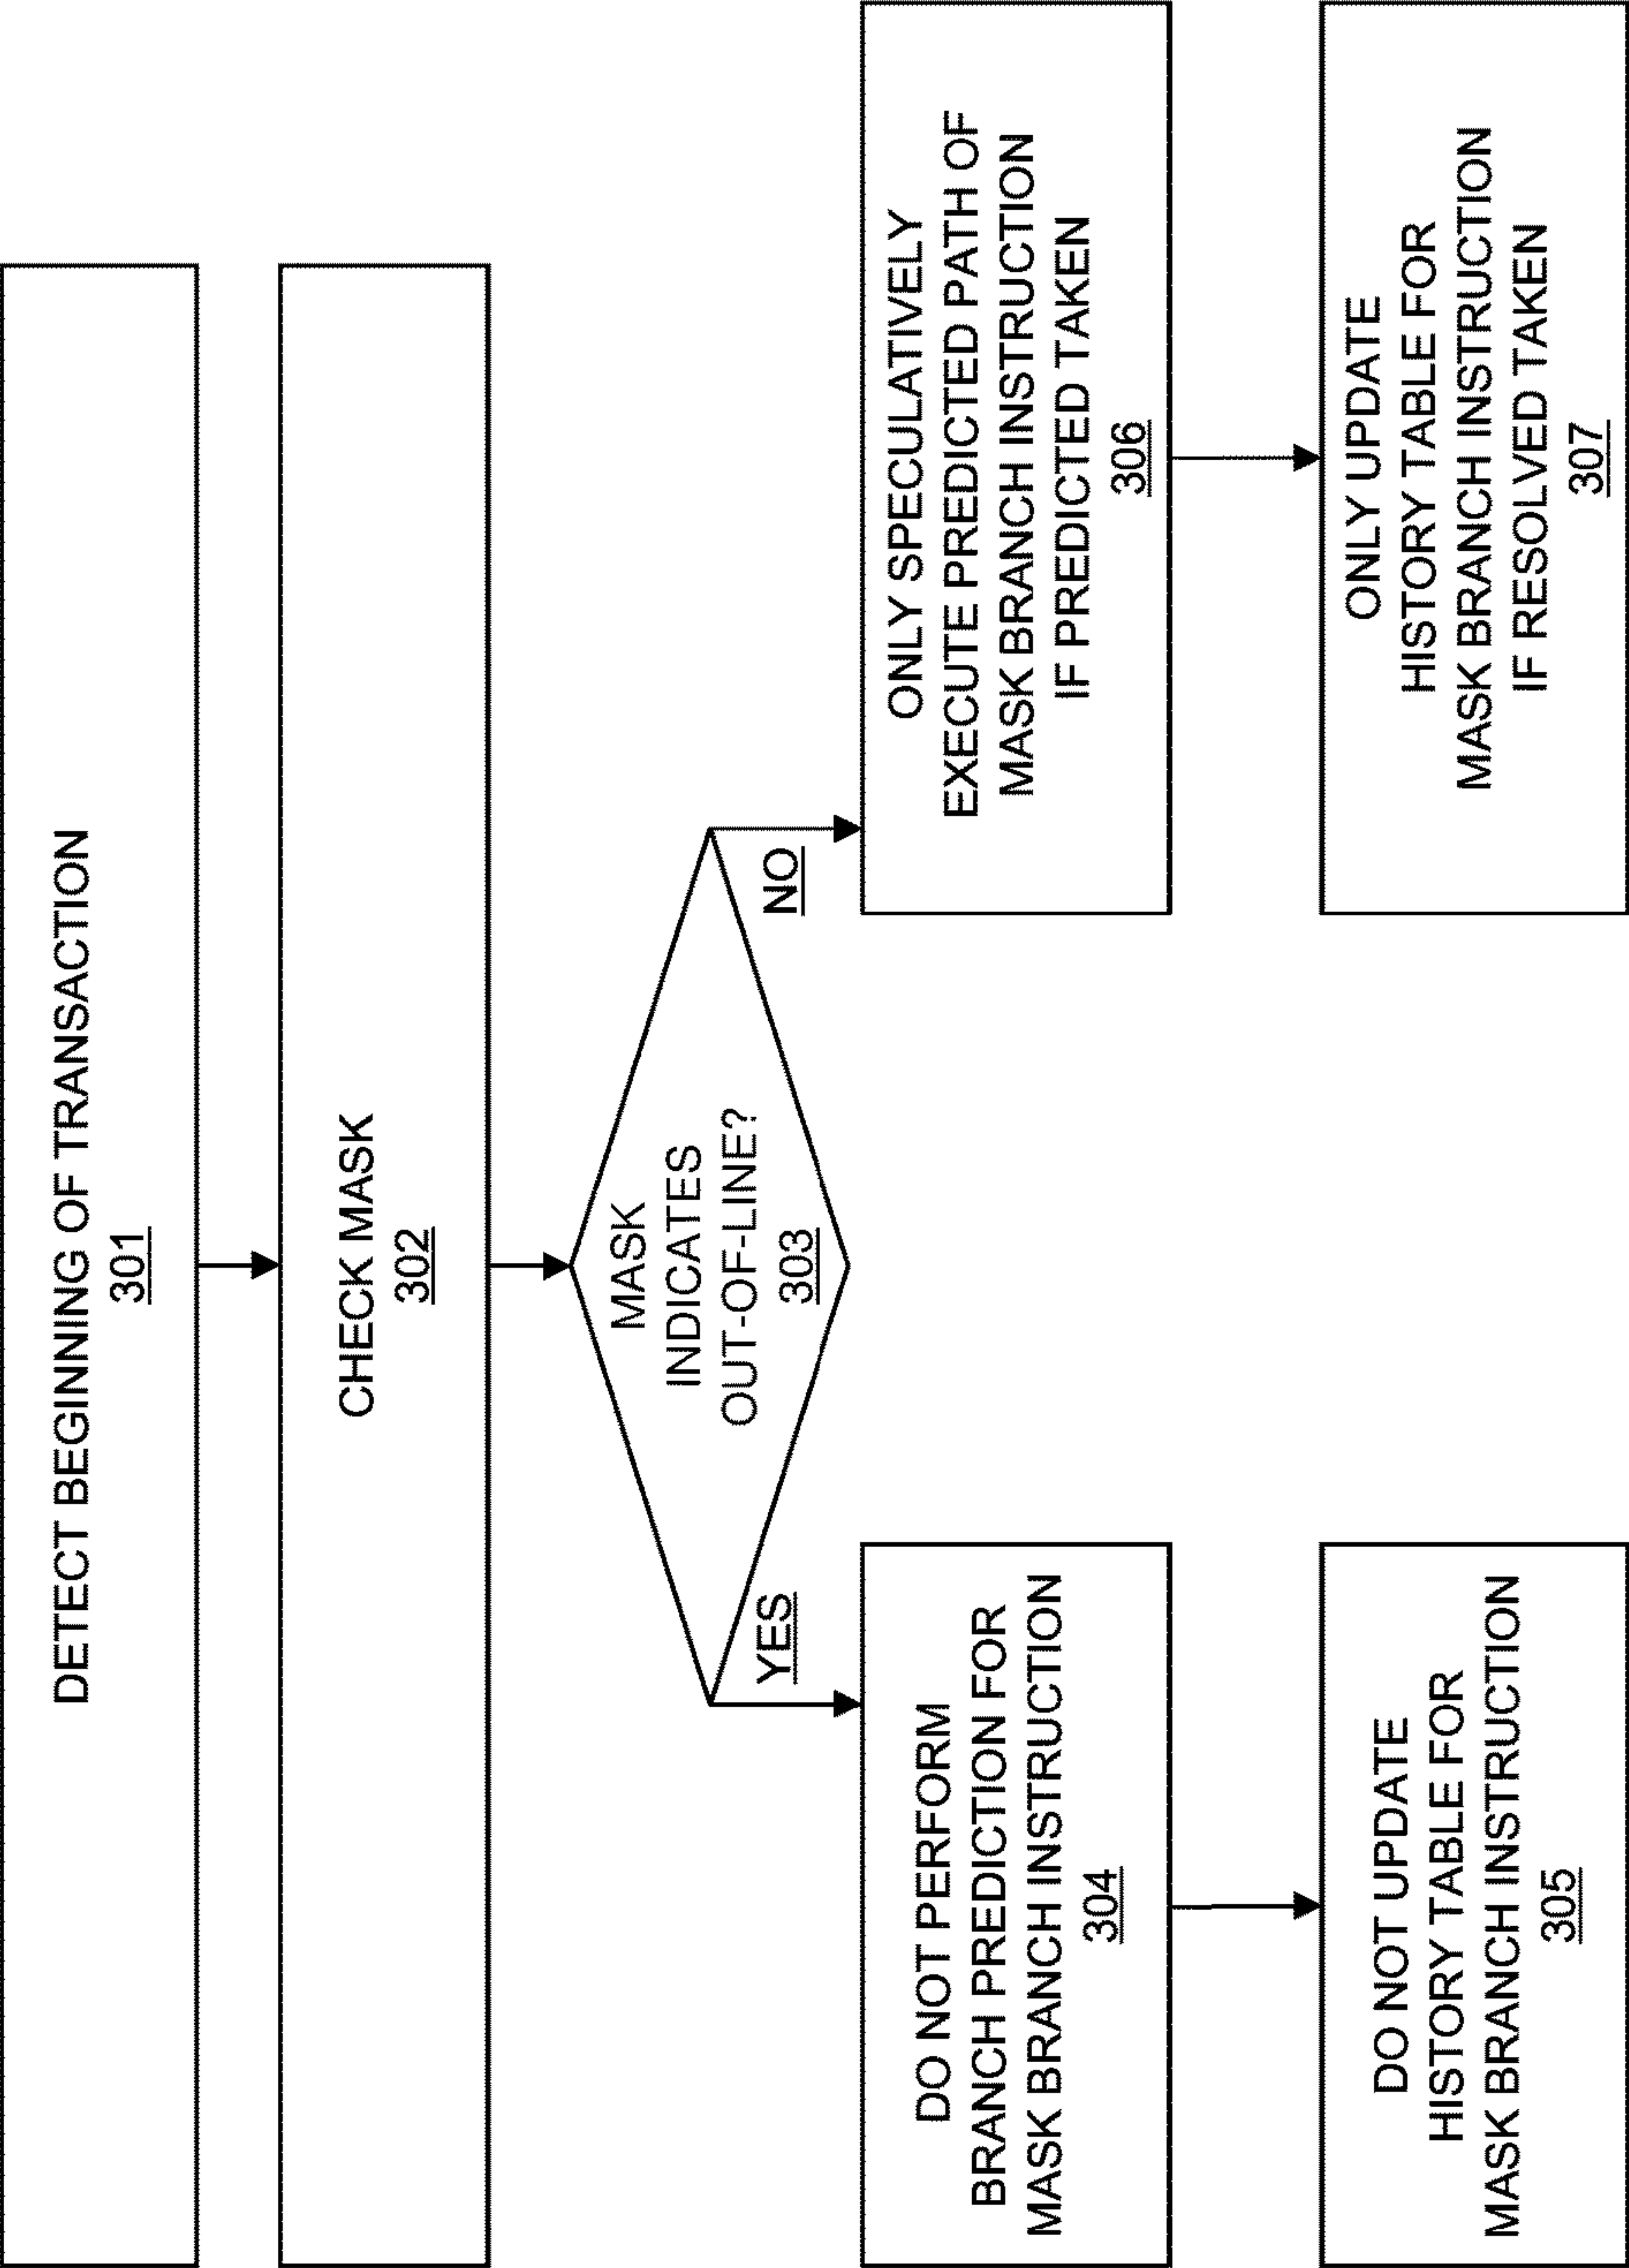 DETECT BEGINNING OF TRANSACTION
301
CHECK MASK
302
MASK
INDICATES
OUT-OF-LINE?
303
YES
NO
DO NOT PERFORM
BRANCH PREDICTION FOR
MASK BRANCH INSTRUCTION
304
DO NOT UPDATE
HISTORY TABLE FOR
MASK BRANCH INSTRUCTION
305
ONLY SPECULATIVELY
EXECUTE PREDICTED PATH OF
MASK BRANCH INSTRUCTION
IF PREDICTED TAKEN
306
ONLY UPDATE
HISTORY TABLE FOR
MASK BRANCH INSTRUCTION
IF RESOLVED TAKEN
307